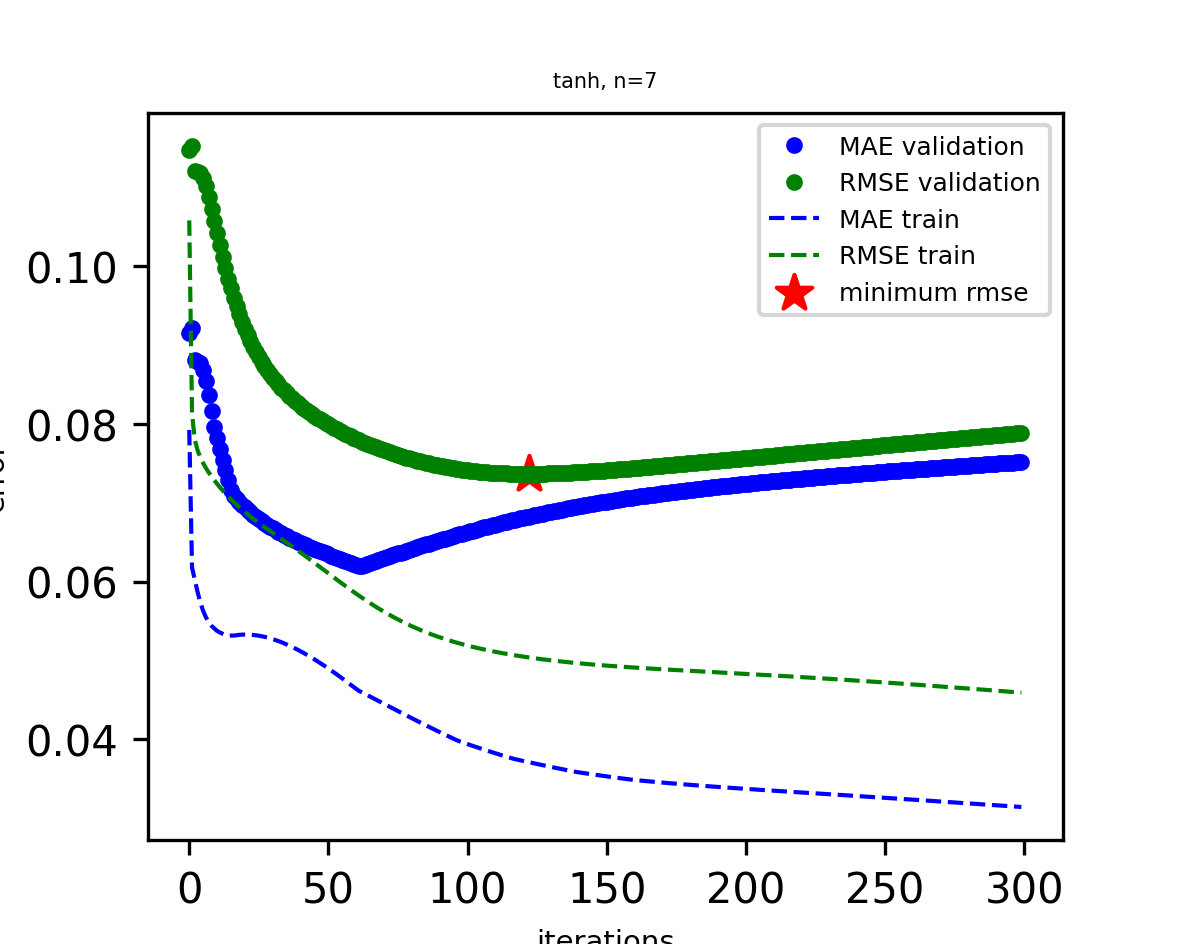 tanh, n=7
MAE validation
RMSE validation
MAE train
RMSE train
minimum rmse
0.10
0.08
0.06
0.04
0 50 100 150 200 250 300
iterations